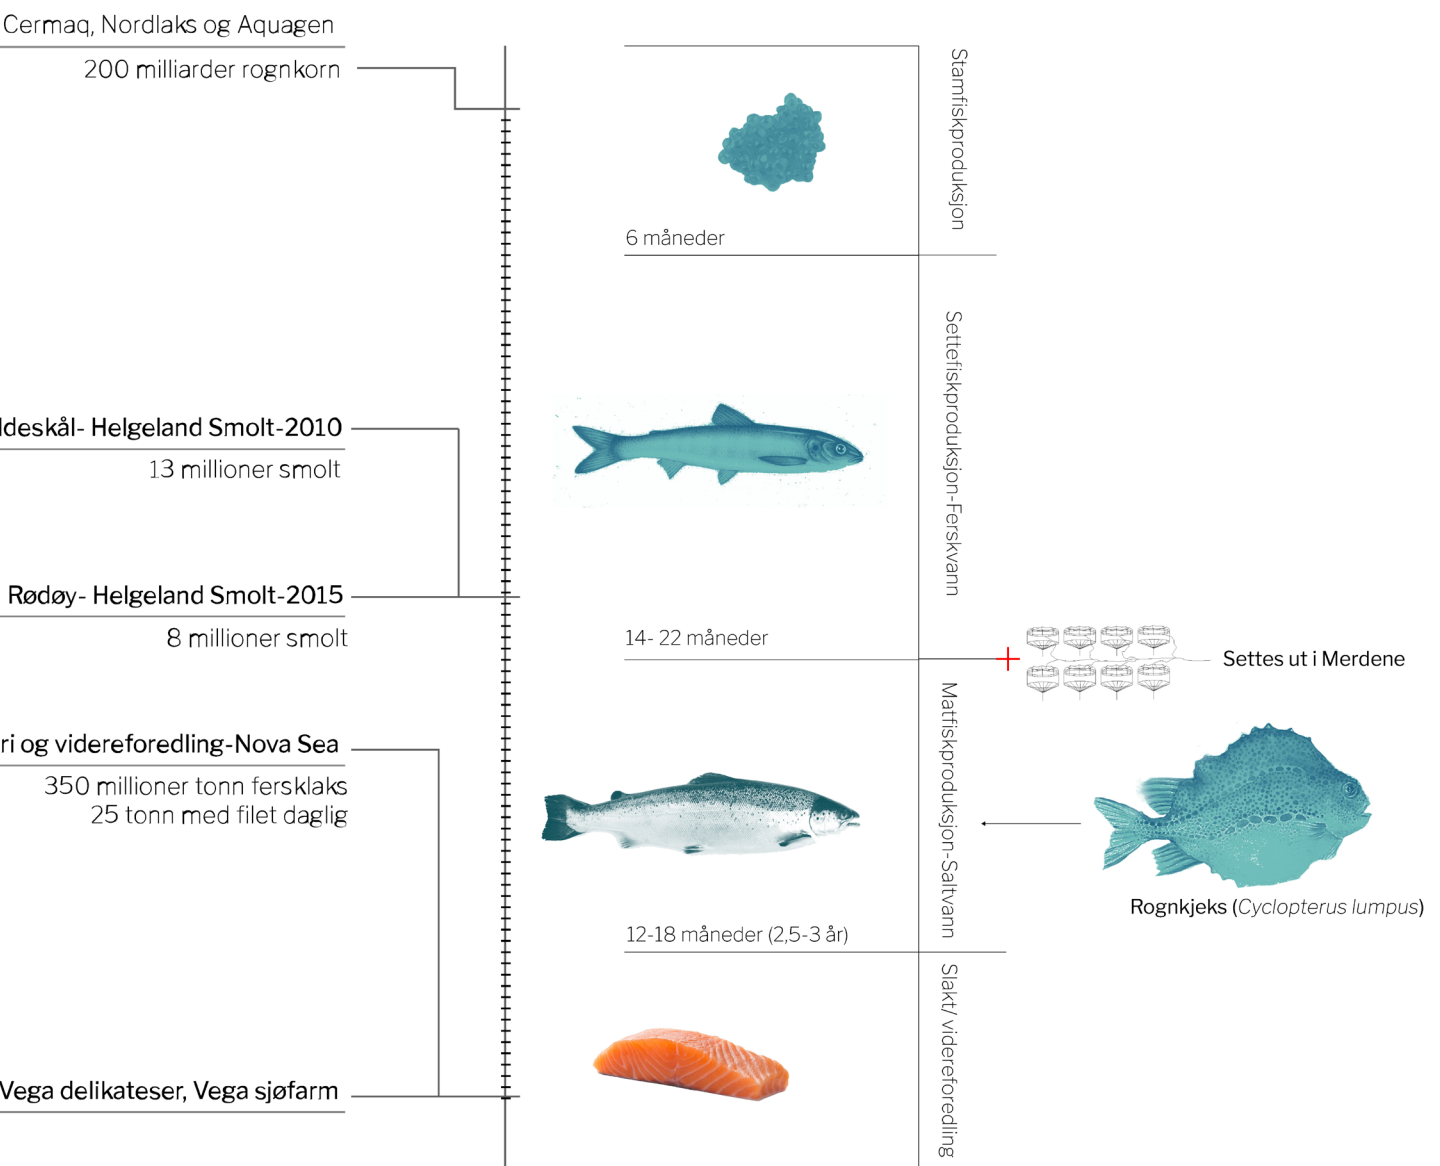 Cermaq, Nordlaks og Aquagen
200 milliarder rognkorn
Stamfiskproduksjon
6 måneder
Settefiskproduksjon-Ferskvann
ldeskål- Helgeland Smolt-2010
13 millioner smolt
Rødøy- Helgeland Smolt-2015
8 millioner smolt
14- 22 måneder
Settes ut i Merdene
Matfiskproduksjon-Saltvann
ri og videreforedling-Nova Sea
350 millioner tonn fersklaks
25 tonn med filet daglig
Rognkjeks (Cyclopterus lumpus)
12-18 måneder (2,5-3 år)
Slakt/ videreforedling
Vega delikateser, Vega sjøfarm